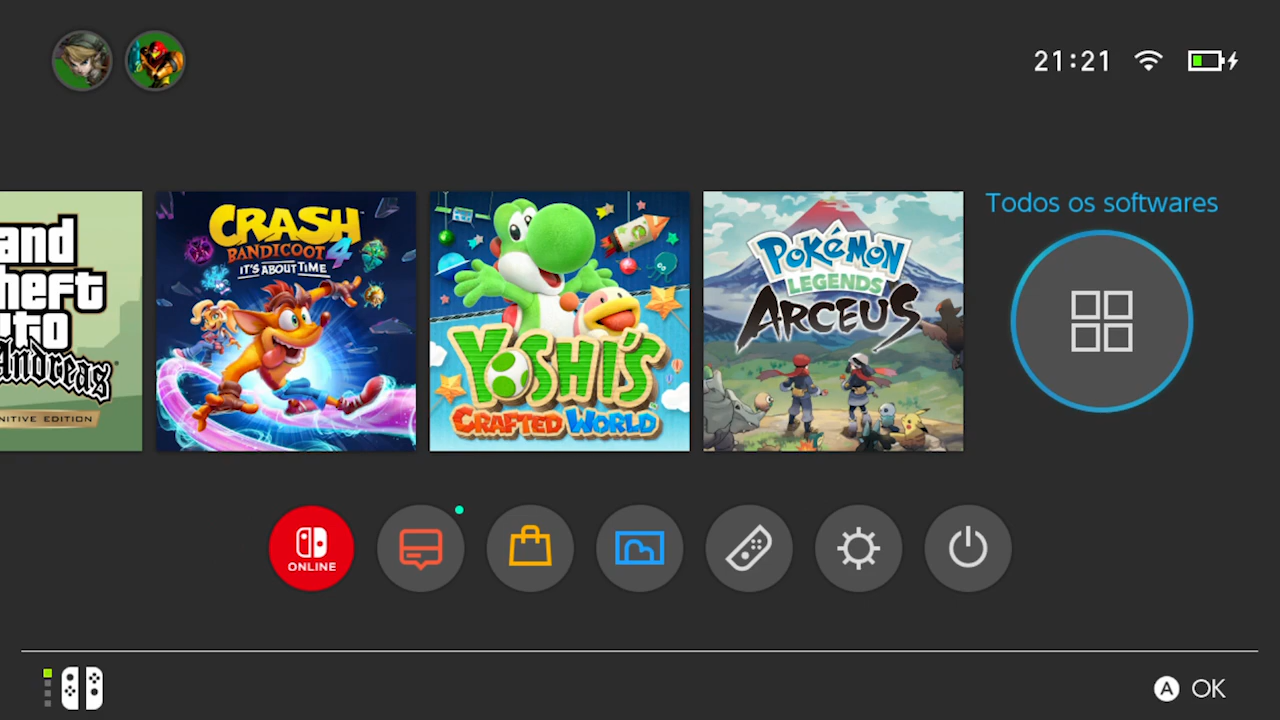 21:21
Todos os softwares
and
heft
to
Andreas
NITIVE EDITION
CRASH
BANDICOOT 4
IT'S ABOUT TIME
YOSHI'S
CRAFTED WORLD
POKéMON
LEGENDS
ARCEUS
ONLINE
A OK